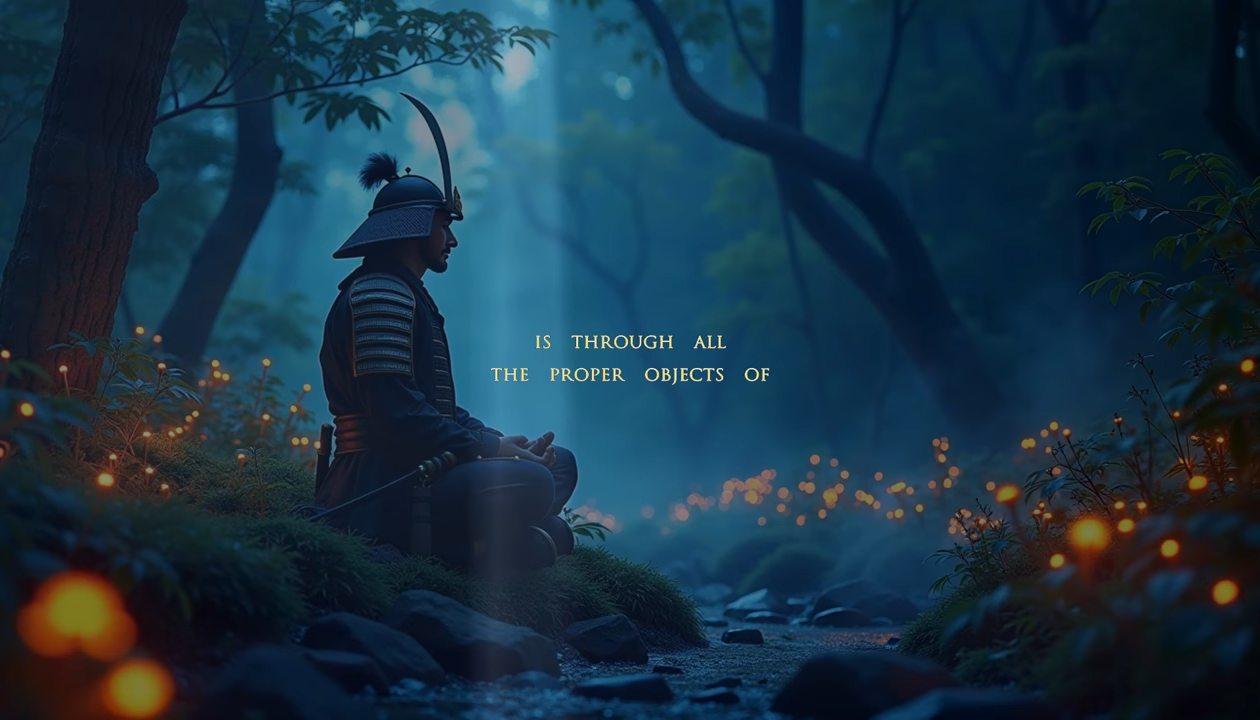 IS THROUGH ALL
THE PROPER OBJECTS OF